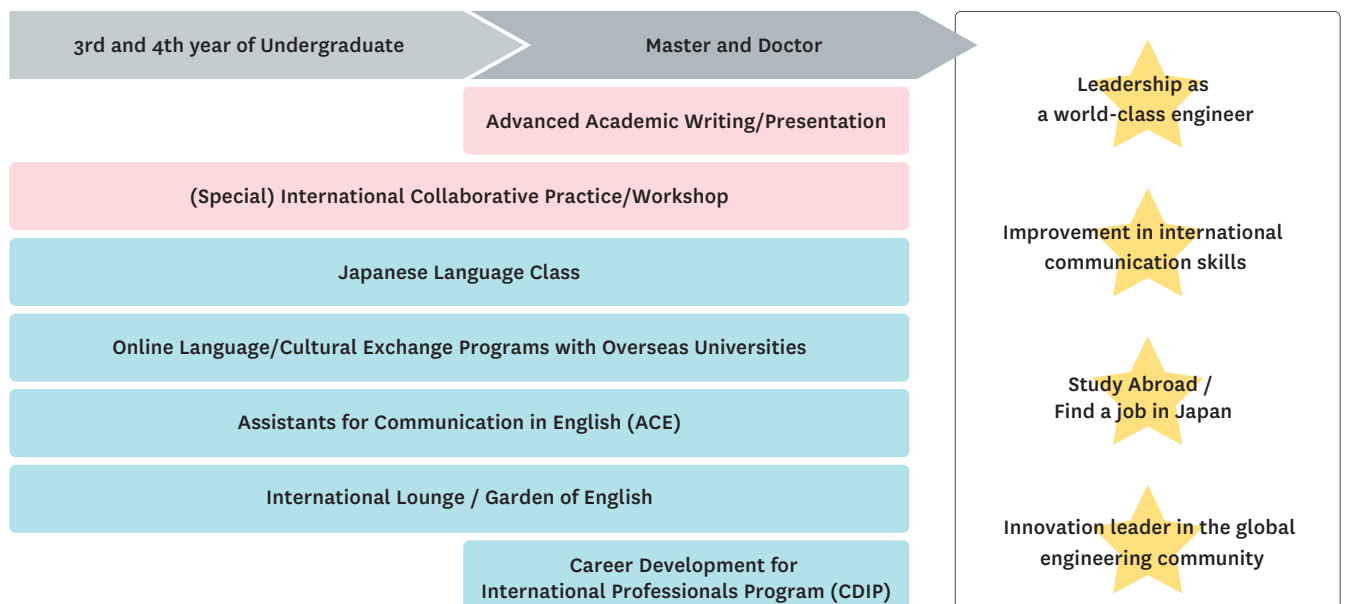 3rd and 4th year of Undergraduate
Master and Doctor
Advanced Academic Writing/Presentation
(Special) International Collaborative Practice/Workshop
Japanese Language Class
Online Language/Cultural Exchange Programs with Overseas Universities
Assistants for Communication in English (ACE)
International Lounge / Garden of English
Career Development for
International Professionals Program (CDIP)
Leadership as
a world-class engineer
Improvement in international
communication skills
Study Abroad /
Find a job in Japan
Innovation leader in the global
engineering community